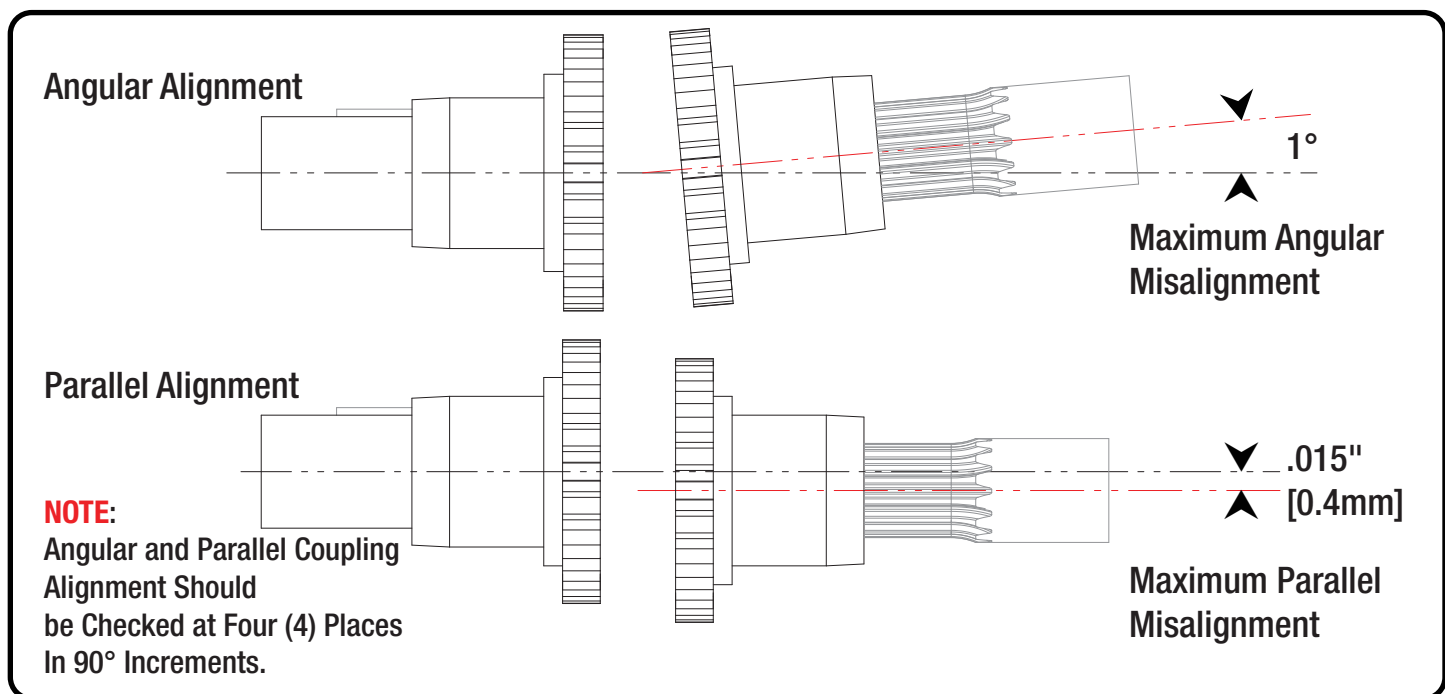 Angular Alignment
1°
Maximum Angular
Misalignment
Parallel Alignment
.015"
[0.4mm]
Maximum Parallel
Misalignment
NOTE:
Angular and Parallel Coupling
Alignment Should
be Checked at Four (4) Places
In 90° Increments.